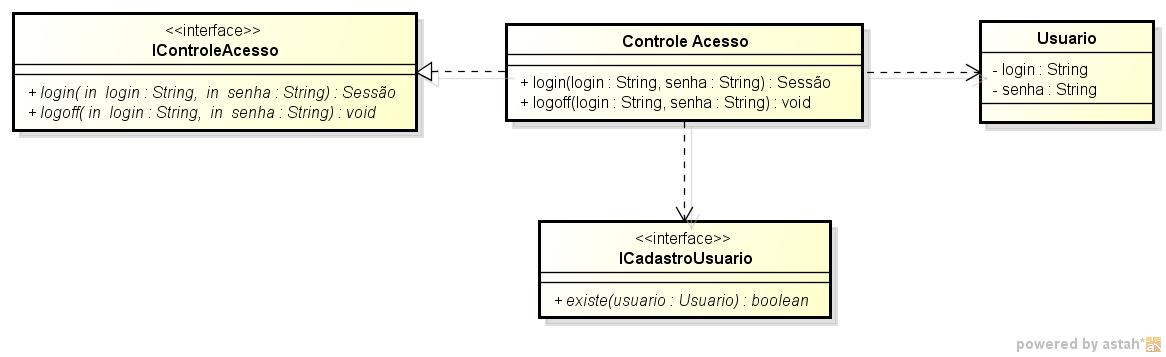 <<interface>>
IControleAcesso
+ login( in login : String, in senha : String) : Sessão
+ logoff( in login : String, in senha : String) : void
Controle Acesso
+ login(login : String, senha : String) : Sessão
+ logoff(login : String, senha : String) : void
Usuario
- login : String
- senha : String
<<interface>>
ICadastroUsuario
+ existe(usuario : Usuario) : boolean
powered by astah*